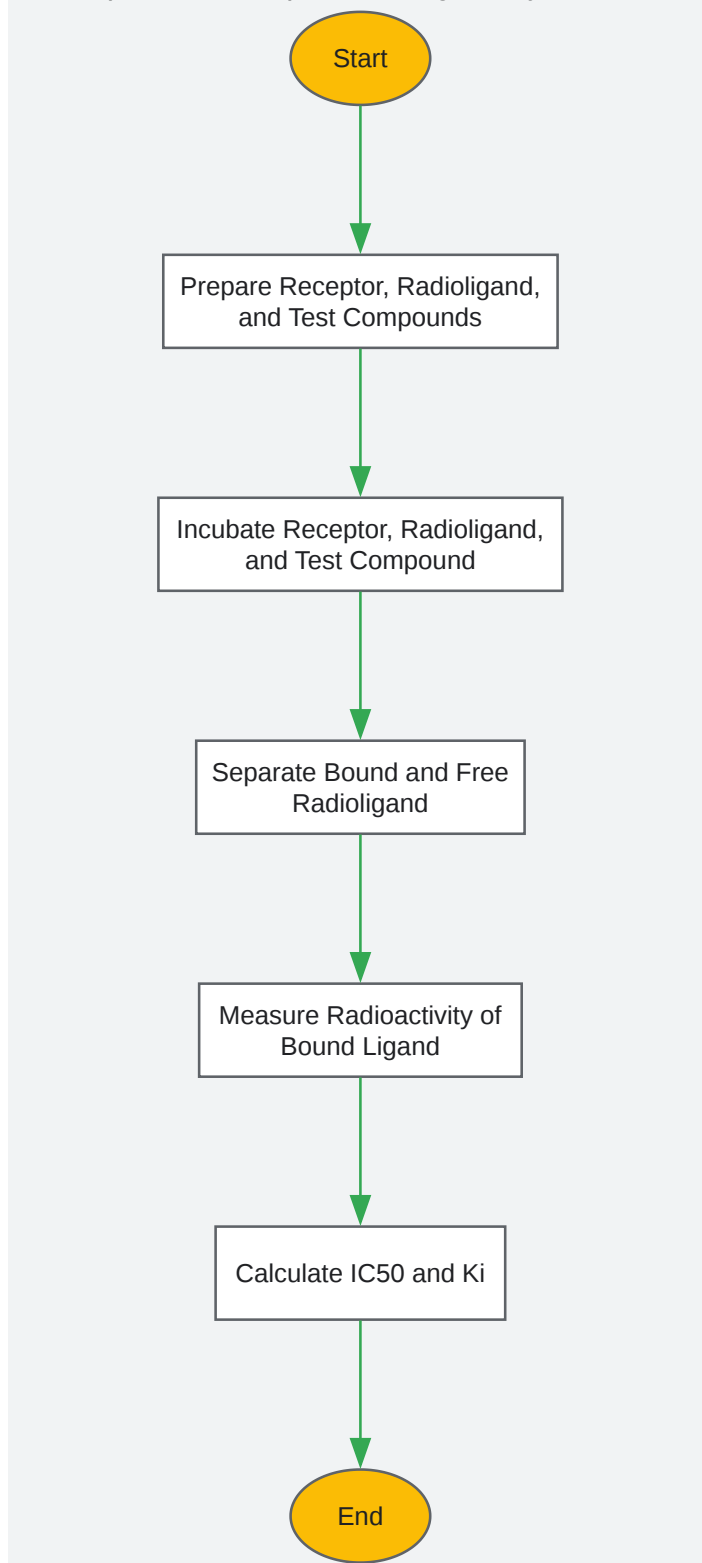 Start
Prepare Receptor, Radioligand,
and Test Compounds
Incubate Receptor, Radioligand,
and Test Compound
Separate Bound and Free
Radioligand
Measure Radioactivity of
Bound Ligand
Calculate IC50 and Ki
End